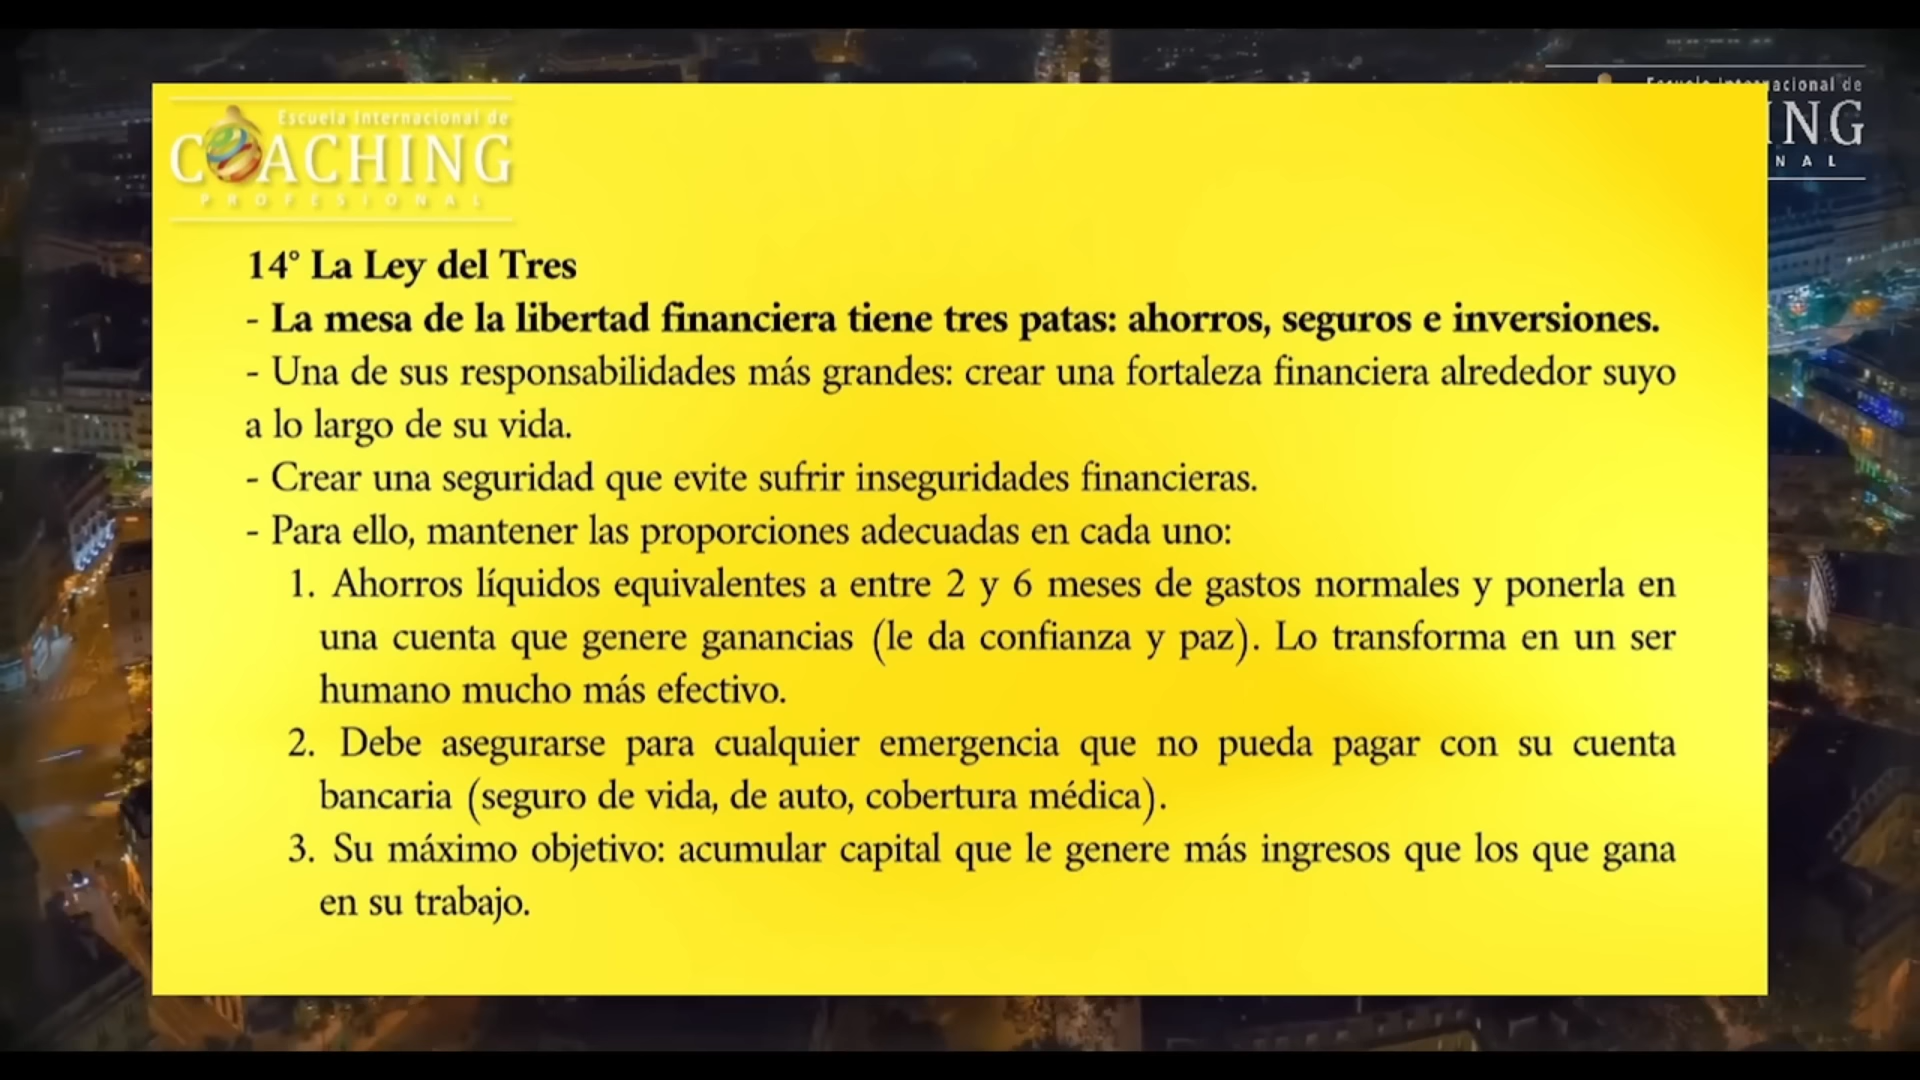 Escuela Internacional de
COACHING
PROFESIONAL
acional de
ING
NAL
14° La Ley del Tres
- La mesa de la libertad financiera tiene tres patas: ahorros, seguros e inversiones.
- Una de sus responsabilidades más grandes: crear una fortaleza financiera alrededor suyo
a lo largo de su vida.
- Crear una seguridad que evite sufrir inseguridades financieras.
- Para ello, mantener las proporciones adecuadas en cada uno:
1. Ahorros líquidos equivalentes a entre 2 y 6 meses de gastos normales y ponerla en
una cuenta que genere ganancias (le da confianza y paz). Lo transforma en un ser
humano mucho más efectivo.
2. Debe asegurarse para cualquier emergencia que no pueda pagar con su cuenta
bancaria (seguro de vida, de auto, cobertura médica).
3. Su máximo objetivo: acumular capital que le genere más ingresos que los que gana
en su trabajo.